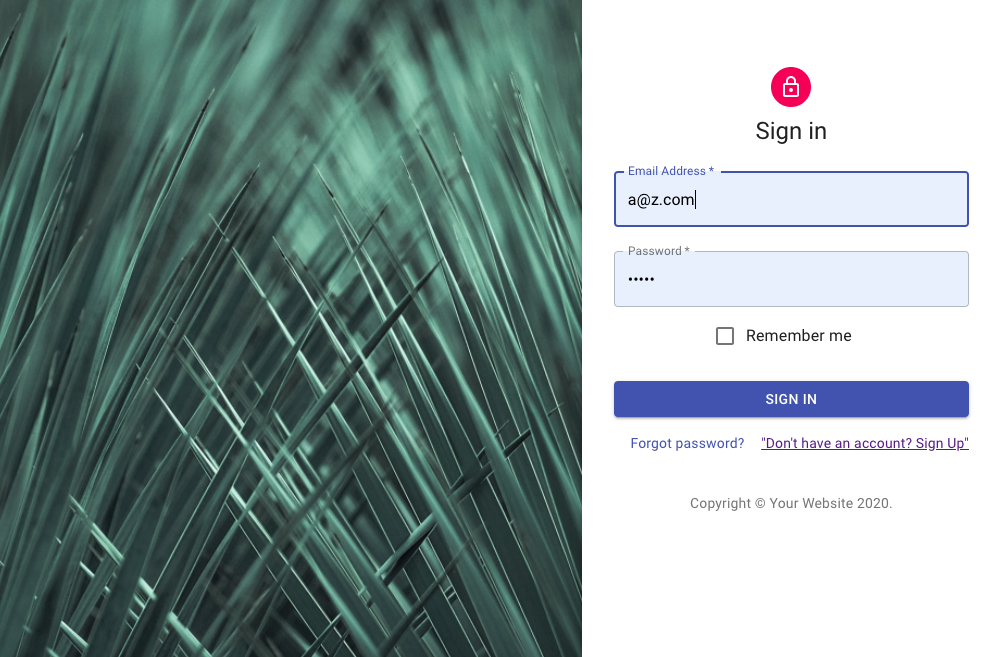 Sign in
Email Address *
a@z.com
Password *
•••••
Remember me
SIGN IN
Forgot password? "Don't have an account? Sign Up"
Copyright © Your Website 2020.